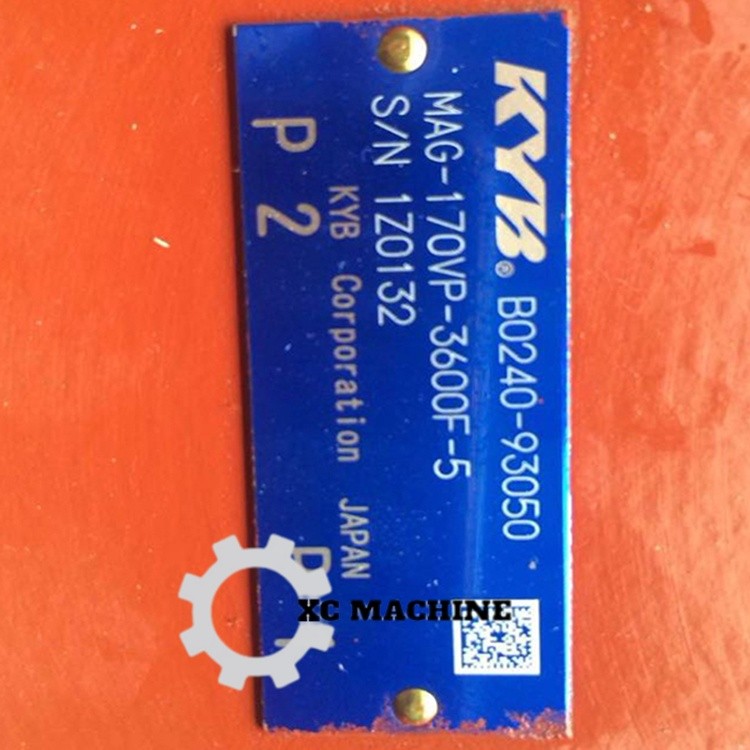 KYB® B0240-93050
MAG-170VP-3600F-5
S/N 1Z0132
KYB Corporation JAPAN
P 2
XC MACHINE